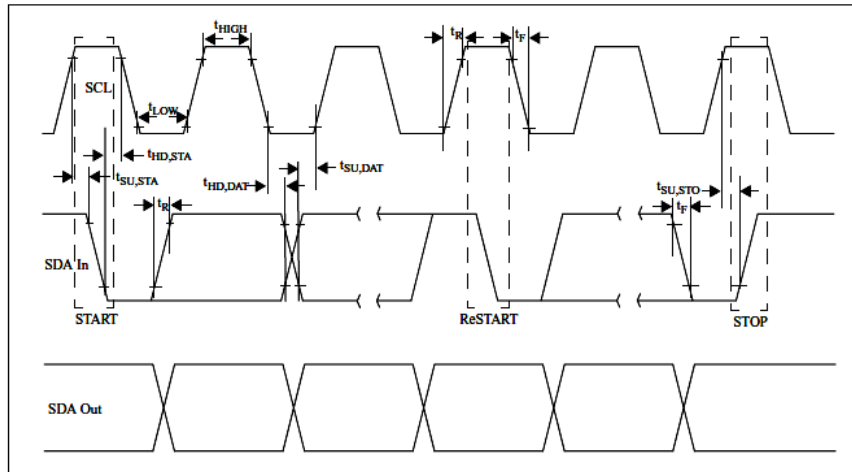 tHIGH
tR
tF
SCL
tLOW
tHD,STA
tSU,STA
tHD,DAT
tSU,DAT
tSU,STO
tR
tF
SDA In
START
ReSTART
STOP
SDA Out